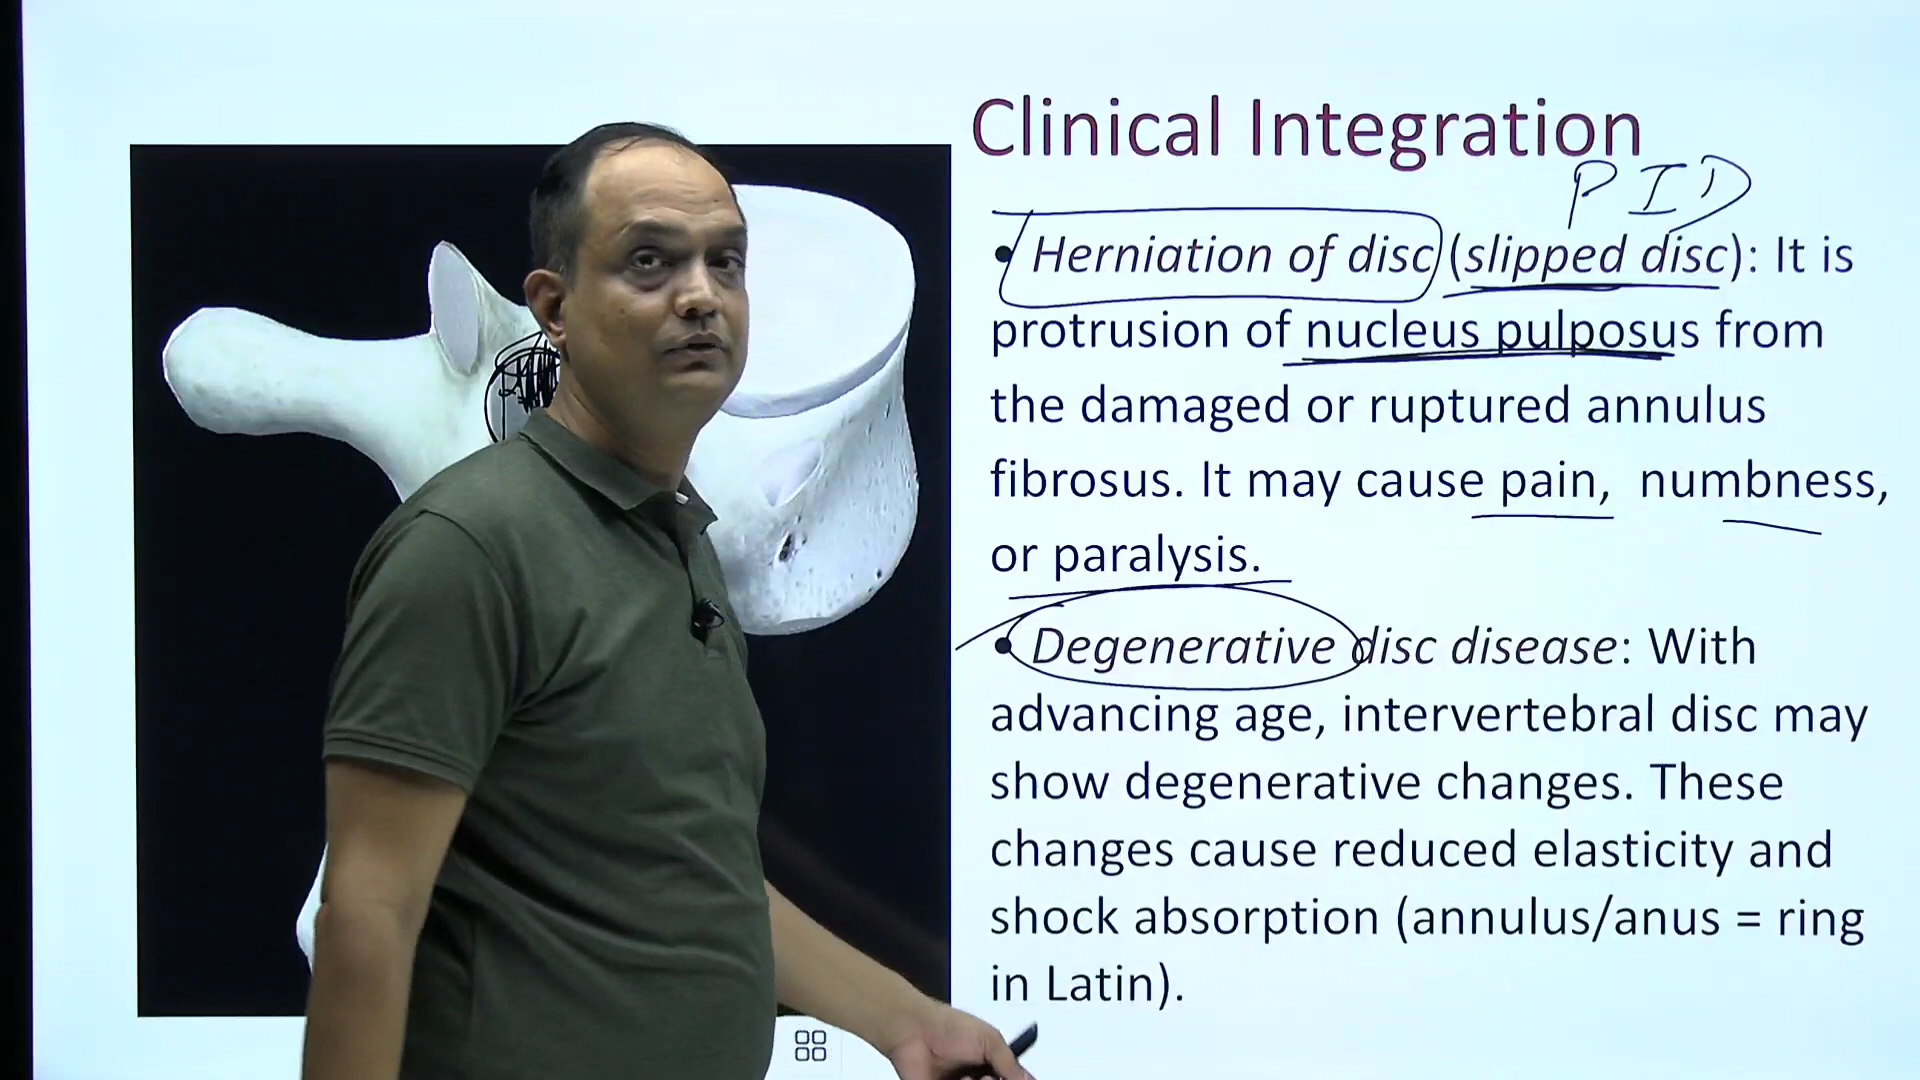 Clinical Integration
PID
• Herniation of disc (slipped disc): It is
protrusion of nucleus pulposus from
the damaged or ruptured annulus
fibrosus. It may cause pain, numbness,
or paralysis.
• Degenerative disc disease: With
advancing age, intervertebral disc may
show degenerative changes. These
changes cause reduced elasticity and
shock absorption (annulus/anus = ring
in Latin).